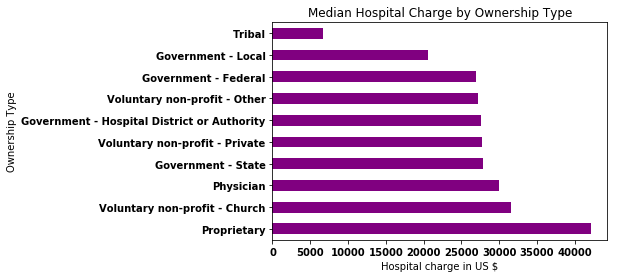 Median Hospital Charge by Ownership Type
Ownership Type
Tribal
Government - Local
Government - Federal
Voluntary non-profit - Other
Government - Hospital District or Authority
Voluntary non-profit - Private
Government - State
Physician
Voluntary non-profit - Church
Proprietary
0 5000 10000 15000 20000 25000 30000 35000 40000
Hospital charge in US $